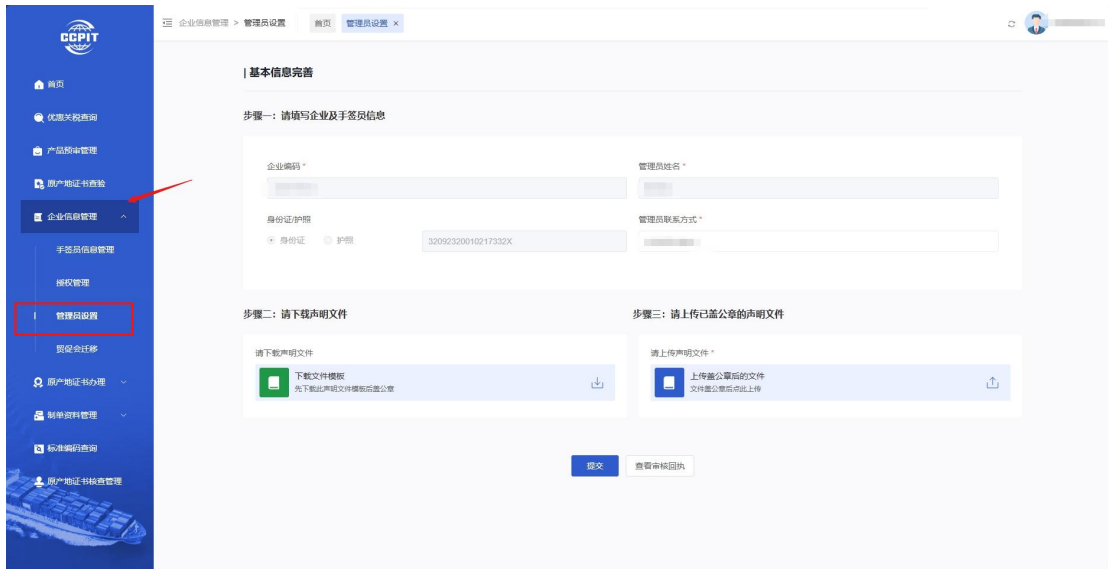 CCPIT
企业信息管理 > 管理员设置
首页
管理员设置 ×
首页
优惠关税查询
产品预审管理
原产地证书查验
企业信息管理
手签员信息管理
授权管理
管理员设置
贸促会迁移
原产地证书办理
制单资料管理
标准编码查询
原产地证书核查管理
| 基本信息完善
步骤一：请填写企业及手签员信息
企业编码 *
管理员姓名 *
身份证/护照
管理员联系方式 *
身份证
护照
32092320010217332X
步骤二：请下载声明文件
步骤三：请上传已盖公章的声明文件
请下载声明文件
请上传声明文件 *
下载文件模板
先下载此声明文件模板后盖公章
上传盖公章后的文件
文件盖公章后点此上传
提交
查看审核回执